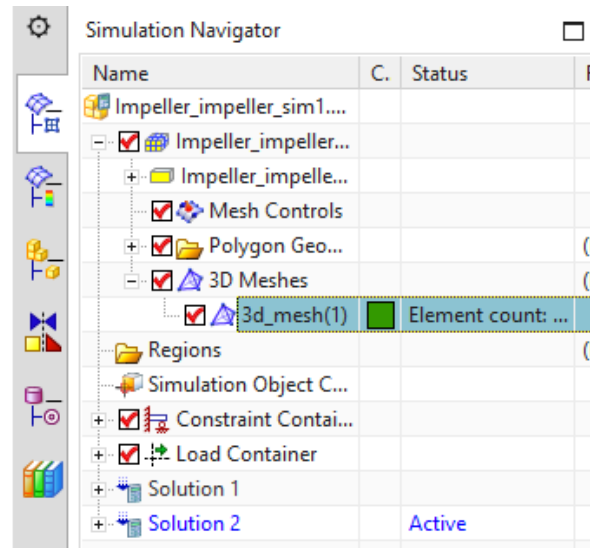 Simulation Navigator
Name C. Status
Impeller_impeller_sim1....
Impeller_impeller...
Impeller_impelle...
Mesh Controls
Polygon Geo... (
3D Meshes (
3d_mesh(1) Element count: ...
Regions (
Simulation Object C...
Constraint Contai...
Load Container
Solution 1
Solution 2 Active